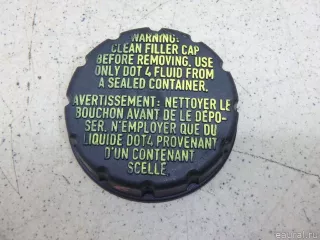 WARNING:
CLEAN FILLER CAP
BEFORE REMOVING. USE
ONLY DOT 4 FLUID FROM
A SEALED CONTAINER.
AVERTISSEMENT: NETTOYER LE
BOUCHON AVANT DE LE DÉPO-
SER. N'EMPLOYER QUE DU
LIQUIDE DOT4 PROVENANT
D'UN CONTENANT
SCELLÉ.